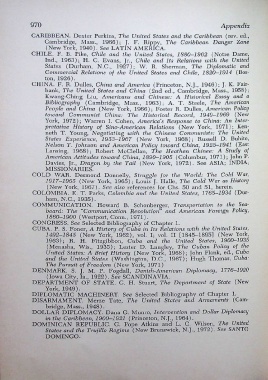 970 Appendix
CARIBBEAN. Dexter Perkins, The United States and the Caribbean (rev. ed.,
Cambridge, Mass., 1966); J. F. Rippy, The Caribbean Danger Zone
(New York, 1940). See LATIN AMERICA.
CHILE. F. B. Pike, Chile and the United States, 1880–1962 (Notre Dame,
Ind., 1963); H. C. Evans, Jr., Chile and Its Relations with the United
States (Durham, N.C., 1927); W. R. Sherman, The Diplomatic and
Commercial Relations of the United States and Chile, 1820–1914 (Bos-
ton, 1926).
CHINA. F. R. Dulles, China and America (Princeton, N.J., 1946); J. K. Fair-
bank, The United States and China (3rd ed., Cambridge, Mass., 1971);
Kwang-Ching Liu, Americans and Chinese: A Historical Essay and a
Bibliography (Cambridge, Mass., 1963); A. T. Steele, The American
People and China (New York, 1966); Foster R. Dulles, American Policy
toward Communist China: The Historical Record, 1949–1969 (New
York, 1972); Warren I. Cohen, America's Response to China: An Inter-
pretative History of Sino-American Relations (New York, 1971); Ken-
neth T. Young, Negotiating with the Chinese Communists: The United
States Experience, 1953–1967 (New York, 1968);
Nelson T. Johnson and American Policy toward China, 1925–1941 (East
Lansing, 1968); Robert McClellan, The Heathen Chinee: A Study of
American Attitudes toward China, 1890–1905 (Columbus, 1971); John P.
Davies, Jr., Dragon by the Tail (New York, 1972). See ASIA; INDIA;
MISSIONARIES.
COLD WAR. Desmond Donnelly, Struggle for the World: The Cold War,
1917–1965 (New York, 1965); Louis J. Halle, The Cold War as History
(New York, 1967). See also references for Chs. 50 and 51, herein.
COLOMBIA. E. T. Parks, Colombia and the United States, 1765–1934 (Dur-
ham, N.C., 1935).
COMMUNICATION. Howard B. Schonberger, Transportation to the Sea-
board: The "Communication Revolution" and American Foreign Policy,
1860–1900 (Westport, Conn., 1971).
CONGRESS. See Selected Bibliography of Chapter 1.
CUBA. P. S. Foner, A History of Cuba in Its Relations with the United States,
1492–1845 (New York, 1962), vol. I, vol. II [1845–1895] (New York,
1963); R. H. Fitzgibbon, Cuba and the United States, 1900–1935
(Menasha, Wis., 1935); Lester D. Langley, The Cuban Policy of the
United States: A Brief History (New York, 1968); John Plank, ed., Cuba
and the United States (Washington, D.C., 1967); Hugh Thomas, Cuba:
The Pursuit of Freedom (New York, 1971)
DENMARK. S. J. M. P. Fogdall, Danish-American Diplomacy, 1776–1920
(Iowa City, Ia., 1922). See SCANDINAVIA.
DEPARTMENT OF STATE. G. H. Stuart, The Department of State (New
York, 1949).
DIPLOMATIC MACHINERY. See Selected Bibliography of Chapter 1.
DISARMAMENT. Merze Tate, The United States and Armaments (Cam-
bridge, Mass., 1948).
DOLLAR DIPLOMACY. Dana G. Munro, Intervention and Dollar Diplomacy
in the Caribbean, 1900–1921 (Princeton, N.J., 1964).
DOMINICAN REPUBLIC. G. Pope Atkins and L. C. Wilson, The United
States and the Trujillo Regime (New Brunswick, N.J., 1972). See SANTO
DOMINGO.